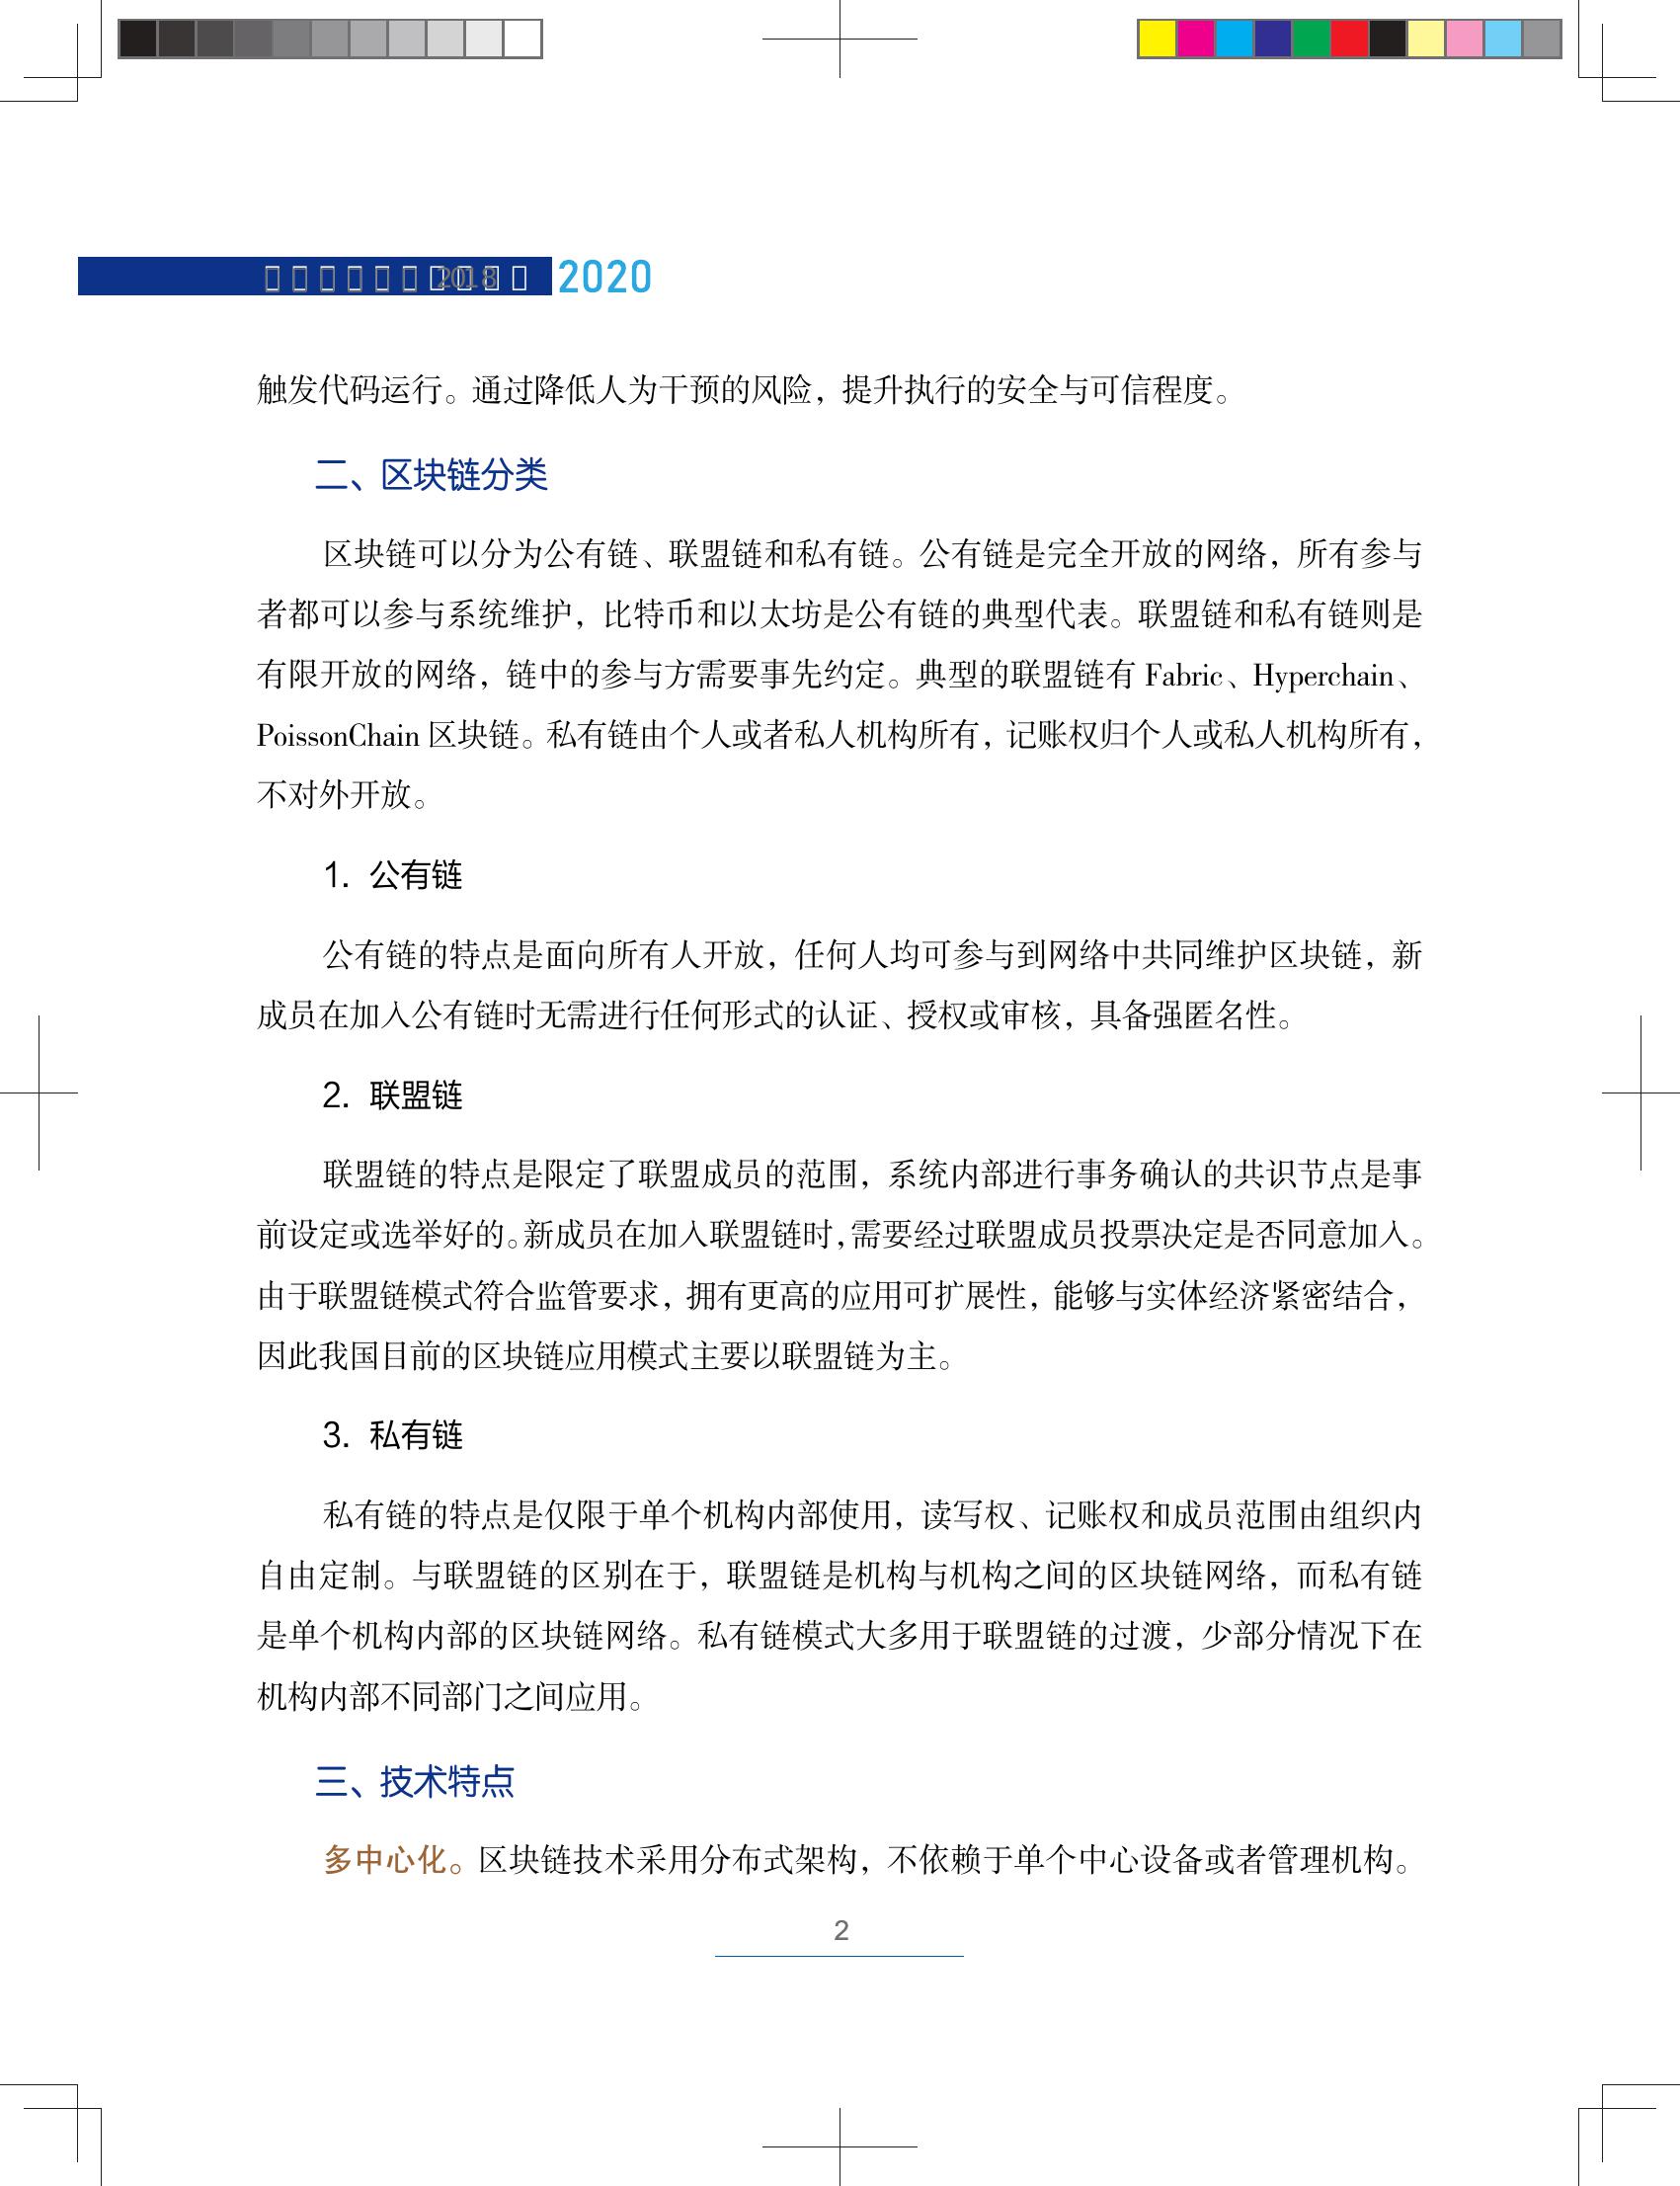 2018
2020
触发代码运行。通过降低人为干预的风险，提升执行的安全与可信程度。
二、区块链分类
区块链可以分为公有链、联盟链和私有链。公有链是完全开放的网络，所有参与
者都可以参与系统维护，比特币和以太坊是公有链的典型代表。联盟链和私有链则是
有限开放的网络，链中的参与方需要事先约定。典型的联盟链有 Fabric、Hyperchain、
PoissonChain 区块链。私有链由个人或者私人机构所有，记账权归个人或私人机构所有，
不对外开放。
1. 公有链
公有链的特点是面向所有人开放，任何人均可参与到网络中共同维护区块链，新
成员在加入公有链时无需进行任何形式的认证、授权或审核，具备强匿名性。
2. 联盟链
联盟链的特点是限定了联盟成员的范围，系统内部进行事务确认的共识节点是事
前设定或选举好的。新成员在加入联盟链时，需要经过联盟成员投票决定是否同意加入。
由于联盟链模式符合监管要求，拥有更高的应用可扩展性，能够与实体经济紧密结合，
因此我国目前的区块链应用模式主要以联盟链为主。
3. 私有链
私有链的特点是仅限于单个机构内部使用，读写权、记账权和成员范围由组织内
自由定制。与联盟链的区别在于，联盟链是机构与机构之间的区块链网络，而私有链
是单个机构内部的区块链网络。私有链模式大多用于联盟链的过渡，少部分情况下在
机构内部不同部门之间应用。
三、技术特点
多中心化。区块链技术采用分布式架构，不依赖于单个中心设备或者管理机构。
2